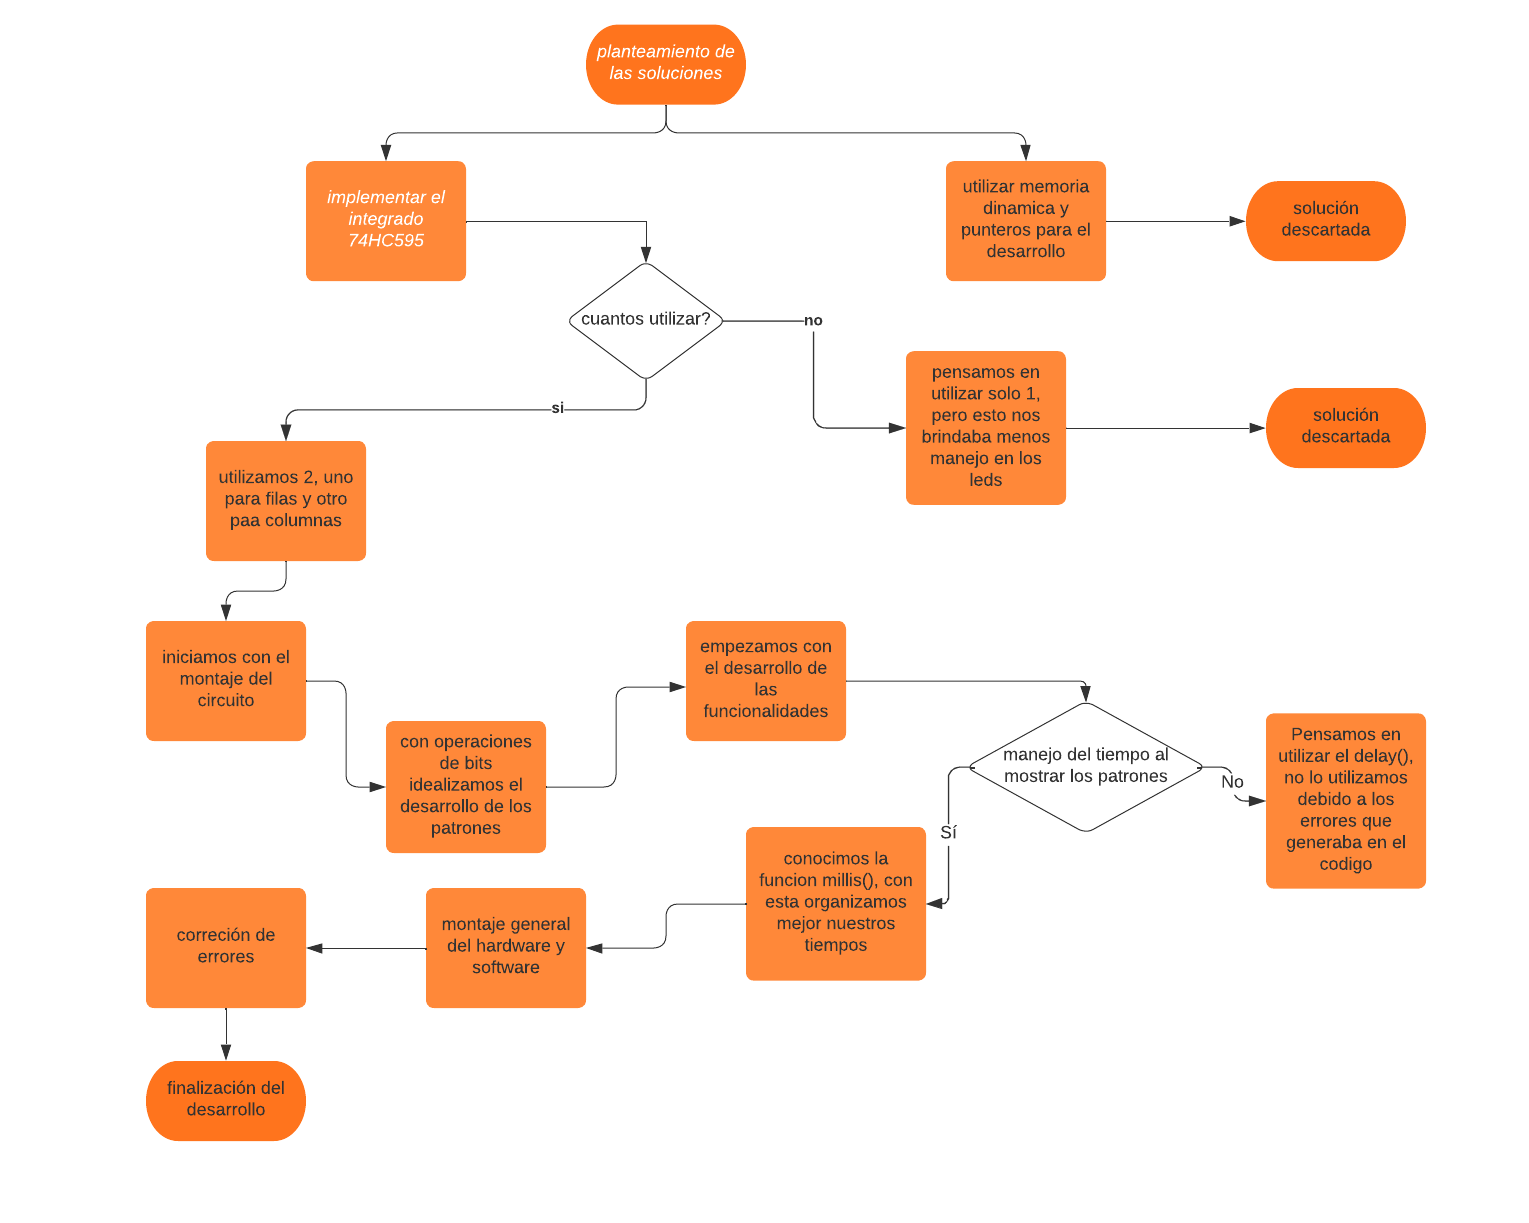 planteamiento de
las soluciones
implementar el
integrado
74HC595
utilizar memoria
dinamica y
punteros para el
desarrollo
solución
descartada
cuantos utilizar?
no
si
pensamos en
utilizar solo 1,
pero esto nos
brindaba menos
manejo en los
leds
solución
descartada
utilizamos 2, uno
para filas y otro
paa columnas
iniciamos con el
montaje del
circuito
con operaciones
de bits
idealizamos el
desarrollo de los
patrones
empezamos con
el desarrollo de
las
funcionalidades
manejo del tiempo al
mostrar los patrones
No
Sí
Pensamos en
utilizar el delay(),
no lo utilizamos
debido a los
errores que
generaba en el
codigo
conocimos la
funcion millis(), con
esta organizamos
mejor nuestros
tiempos
montaje general
del hardware y
software
correción de
errores
finalización del
desarrollo